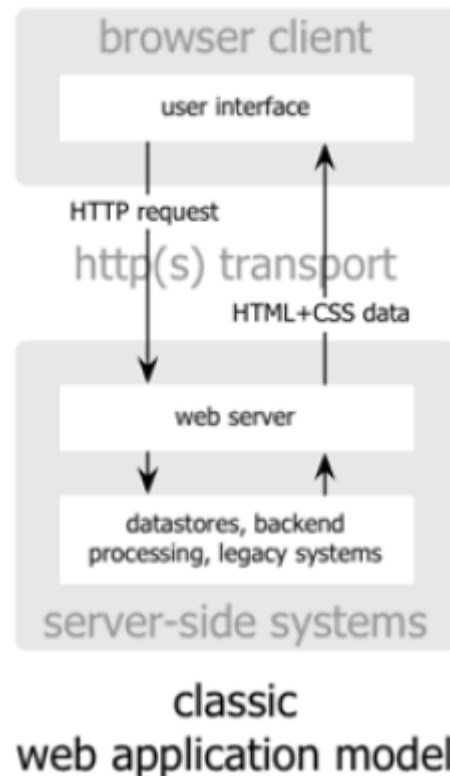 browser client
user interface
HTTP request
http(s) transport
HTML+CSS data
web server
datastores, backend
processing, legacy systems
server-side systems
classic
web application model